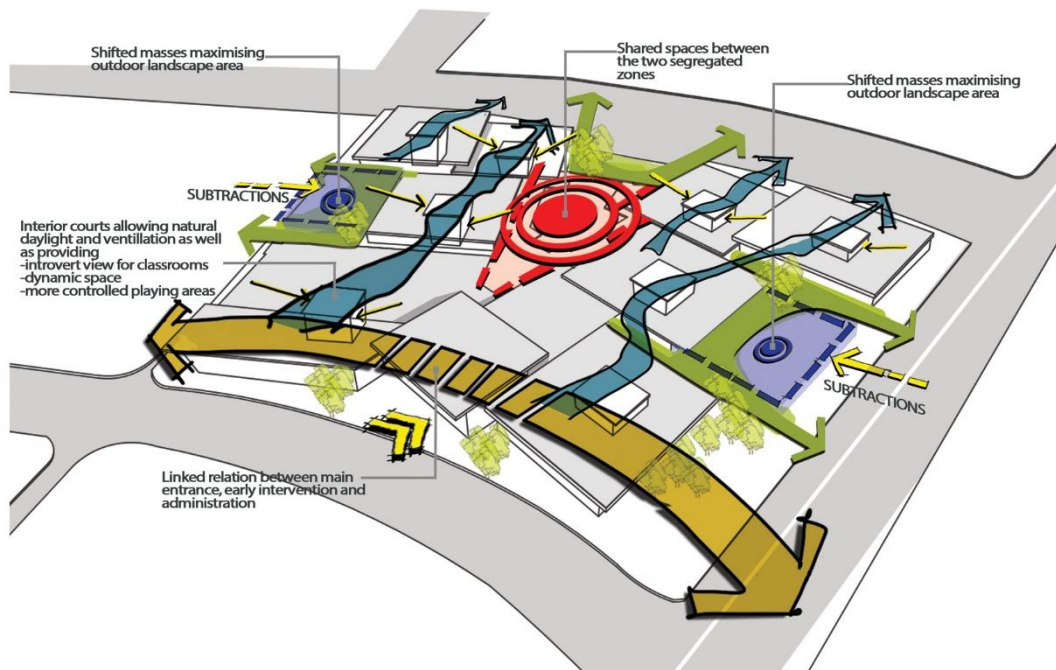 Shifted masses maximising
outdoor landscape area
Shared spaces between
the two segregated
zones
Shifted masses maximising
outdoor landscape area
SUBTRACTIONS
Interior courts allowing natural
daylight and ventillation as well
as providing
-introvert view for classrooms
-dynamic space
-more controlled playing areas
SUBTRACTIONS
Linked relation between main
entrance, early intervention and
administration